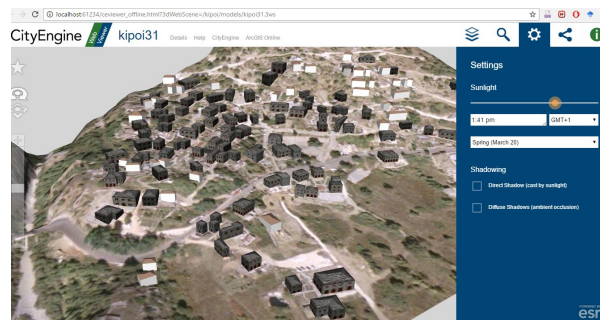 localhost:61234/ceviewer_offline.html?3dWebScene=/kipoi/models/kipoi31.3ws
CityEngine Web Viewer kipoi31 Details Help CityEngine ArcGIS Online
Settings
Sunlight
1:41 pm GMT+1
Spring (March 20)
Shadowing
Direct Shadow (cast by sunlight)
Diffuse Shadows (ambient occlusion)
esr